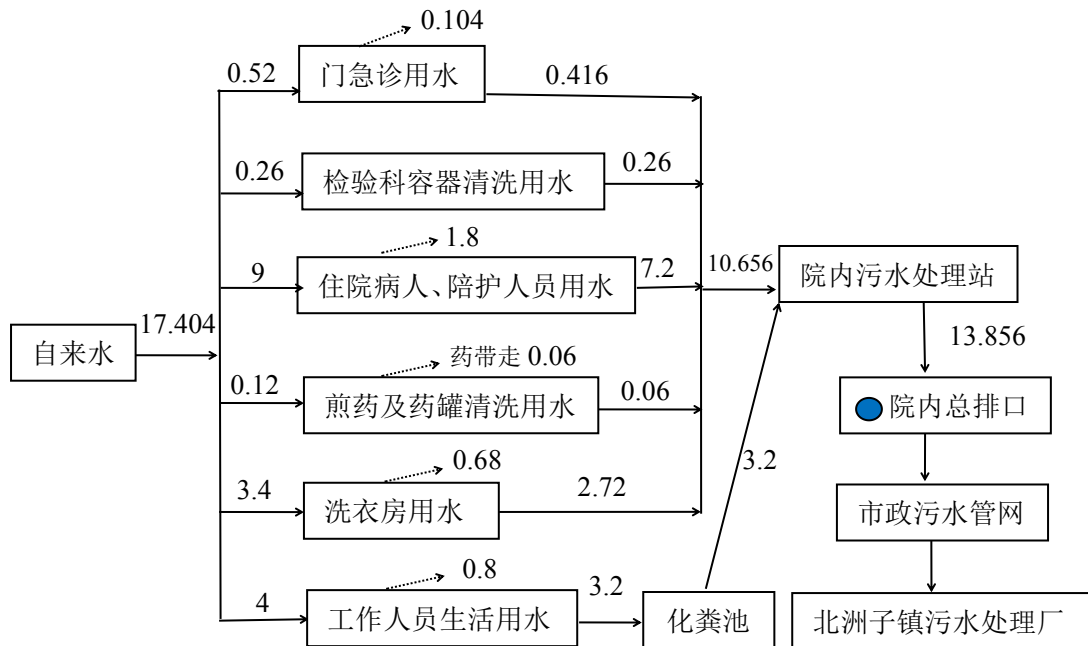 0.104
0.52
门急诊用水
0.416
0.26
检验科容器清洗用水
0.26
1.8
9
住院病人、陪护人员用水
7.2
10.656
院内污水处理站
自来水
17.404
13.856
药带走 0.06
0.12
煎药及药罐清洗用水
0.06
院内总排口
0.68
3.4
洗衣房用水
2.72
3.2
市政污水管网
0.8
4
工作人员生活用水
3.2
化粪池
北洲子镇污水处理厂